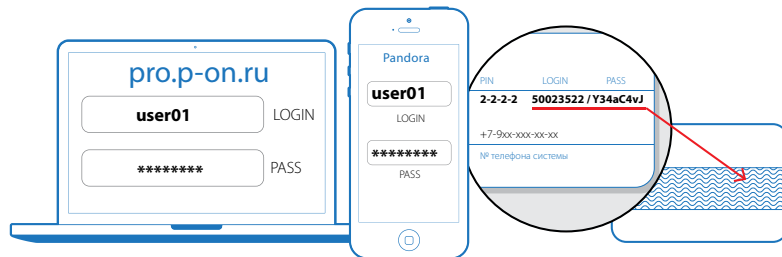 pro.p-on.ru
user01
LOGIN
********
PASS
Pandora
user01
LOGIN
********
PASS
PIN LOGIN PASS
2-2-2-2 50023522 / Y34aC4vJ
+7-9xx-xxx-xx-xx
№ телефона системы